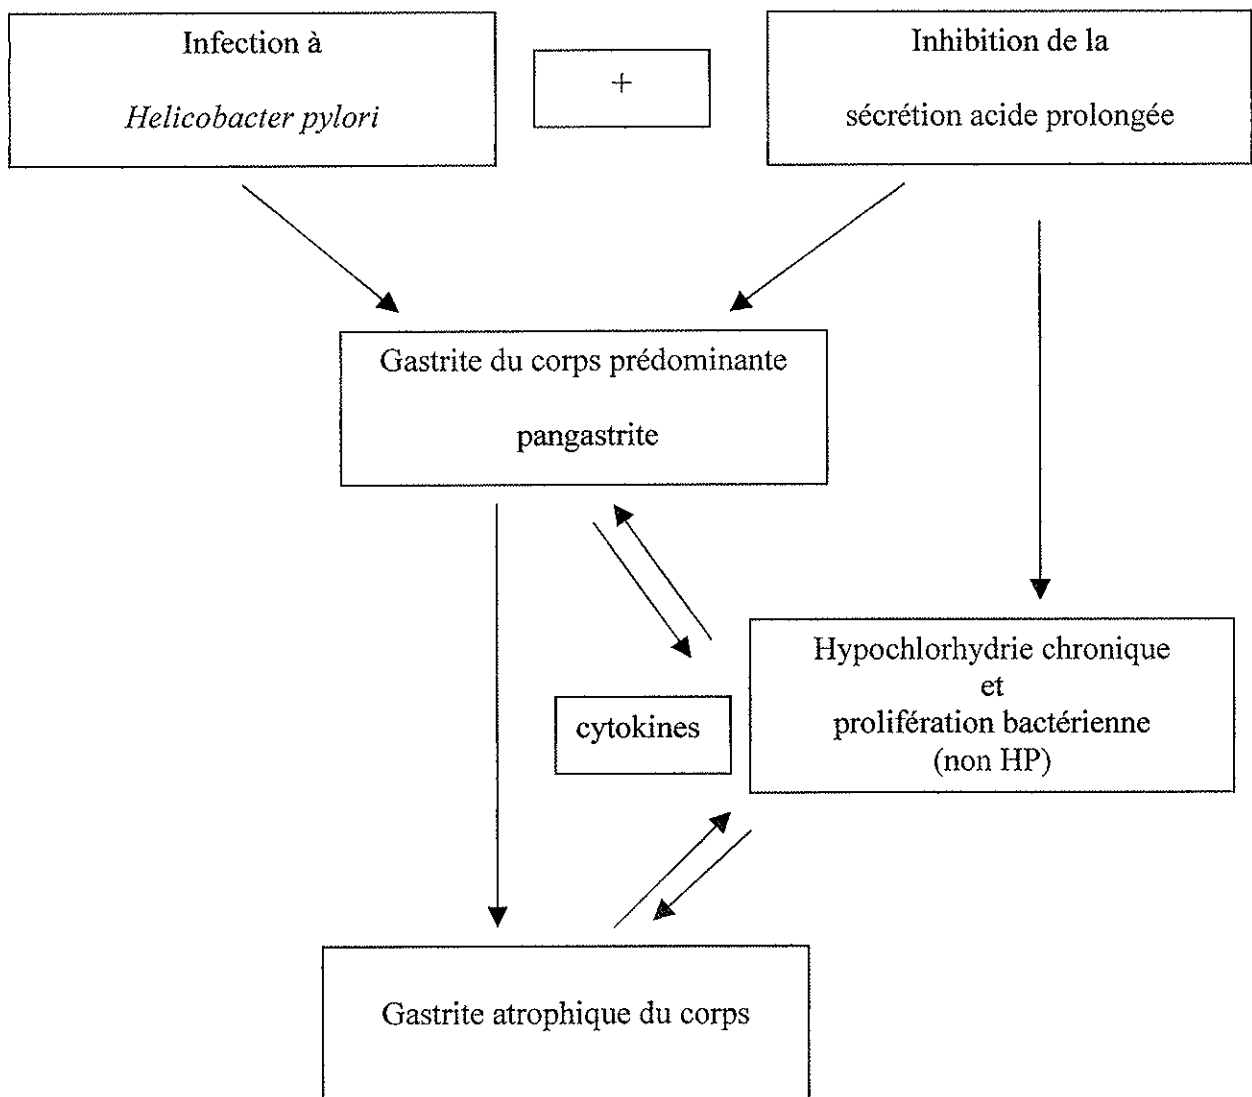 Infection à
Helicobacter pylori
+
Inhibition de la
sécrétion acide prolongée
Gastrite du corps prédominante
pangastrite
Hypochlorhydrie chronique
et
prolifération bactérienne
(non HP)
cytokines
Gastrite atrophique du corps